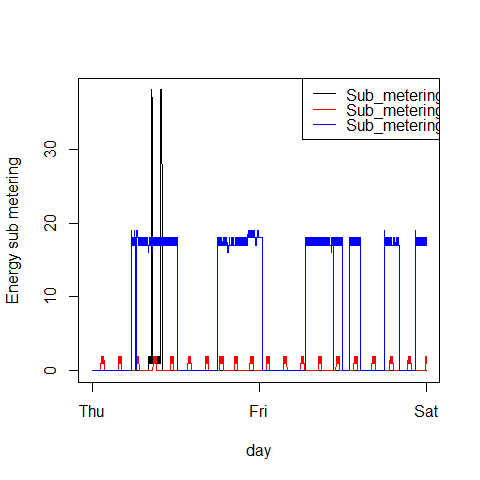 Sub_metering
Sub_metering
Sub_metering
Energy sub metering
30
20
10
0
Thu Fri Sat
day